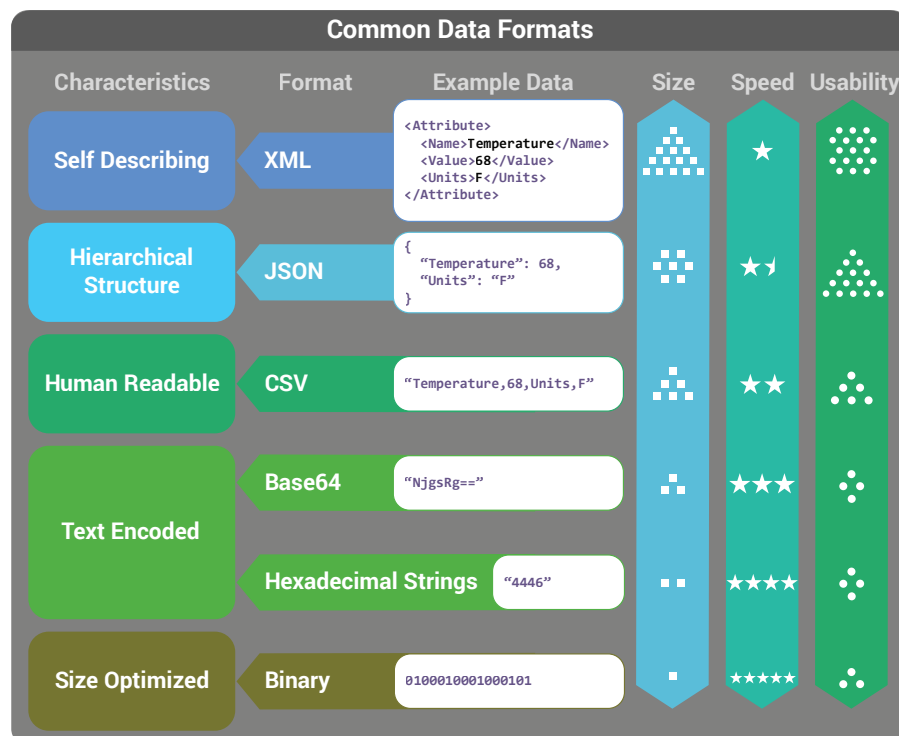 Common Data Formats
Characteristics Format Example Data Size Speed Usability
Self Describing
XML
<Attribute>
<Name>Temperature</Name>
<Value>68</Value>
<Units>F</Units>
</Attribute>
Hierarchical
Structure
JSON
{
“Temperature”: 68,
“Units”: “F”
}
Human Readable
CSV
“Temperature,68,Units,F”
Text Encoded
Base64
“NjgsRg==”
Hexadecimal Strings
“4446”
Size Optimized
Binary
0100010001000101